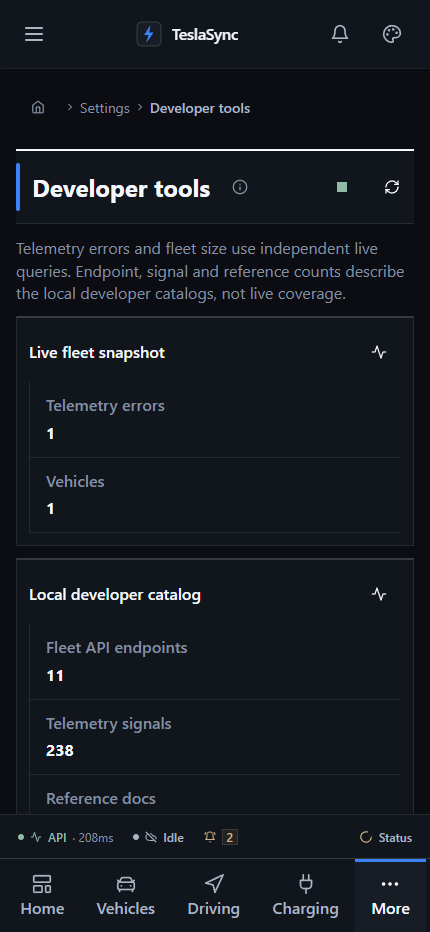 TeslaSync
Settings
Developer tools
Developer tools
Telemetry errors and fleet size use independent live
queries. Endpoint, signal and reference counts describe
the local developer catalogs, not live coverage.
Live fleet snapshot
Telemetry errors
1
Vehicles
1
Local developer catalog
Fleet API endpoints
11
Telemetry signals
238
Reference docs
API · 208ms
Idle
2
Status
Home
Vehicles
Driving
Charging
More